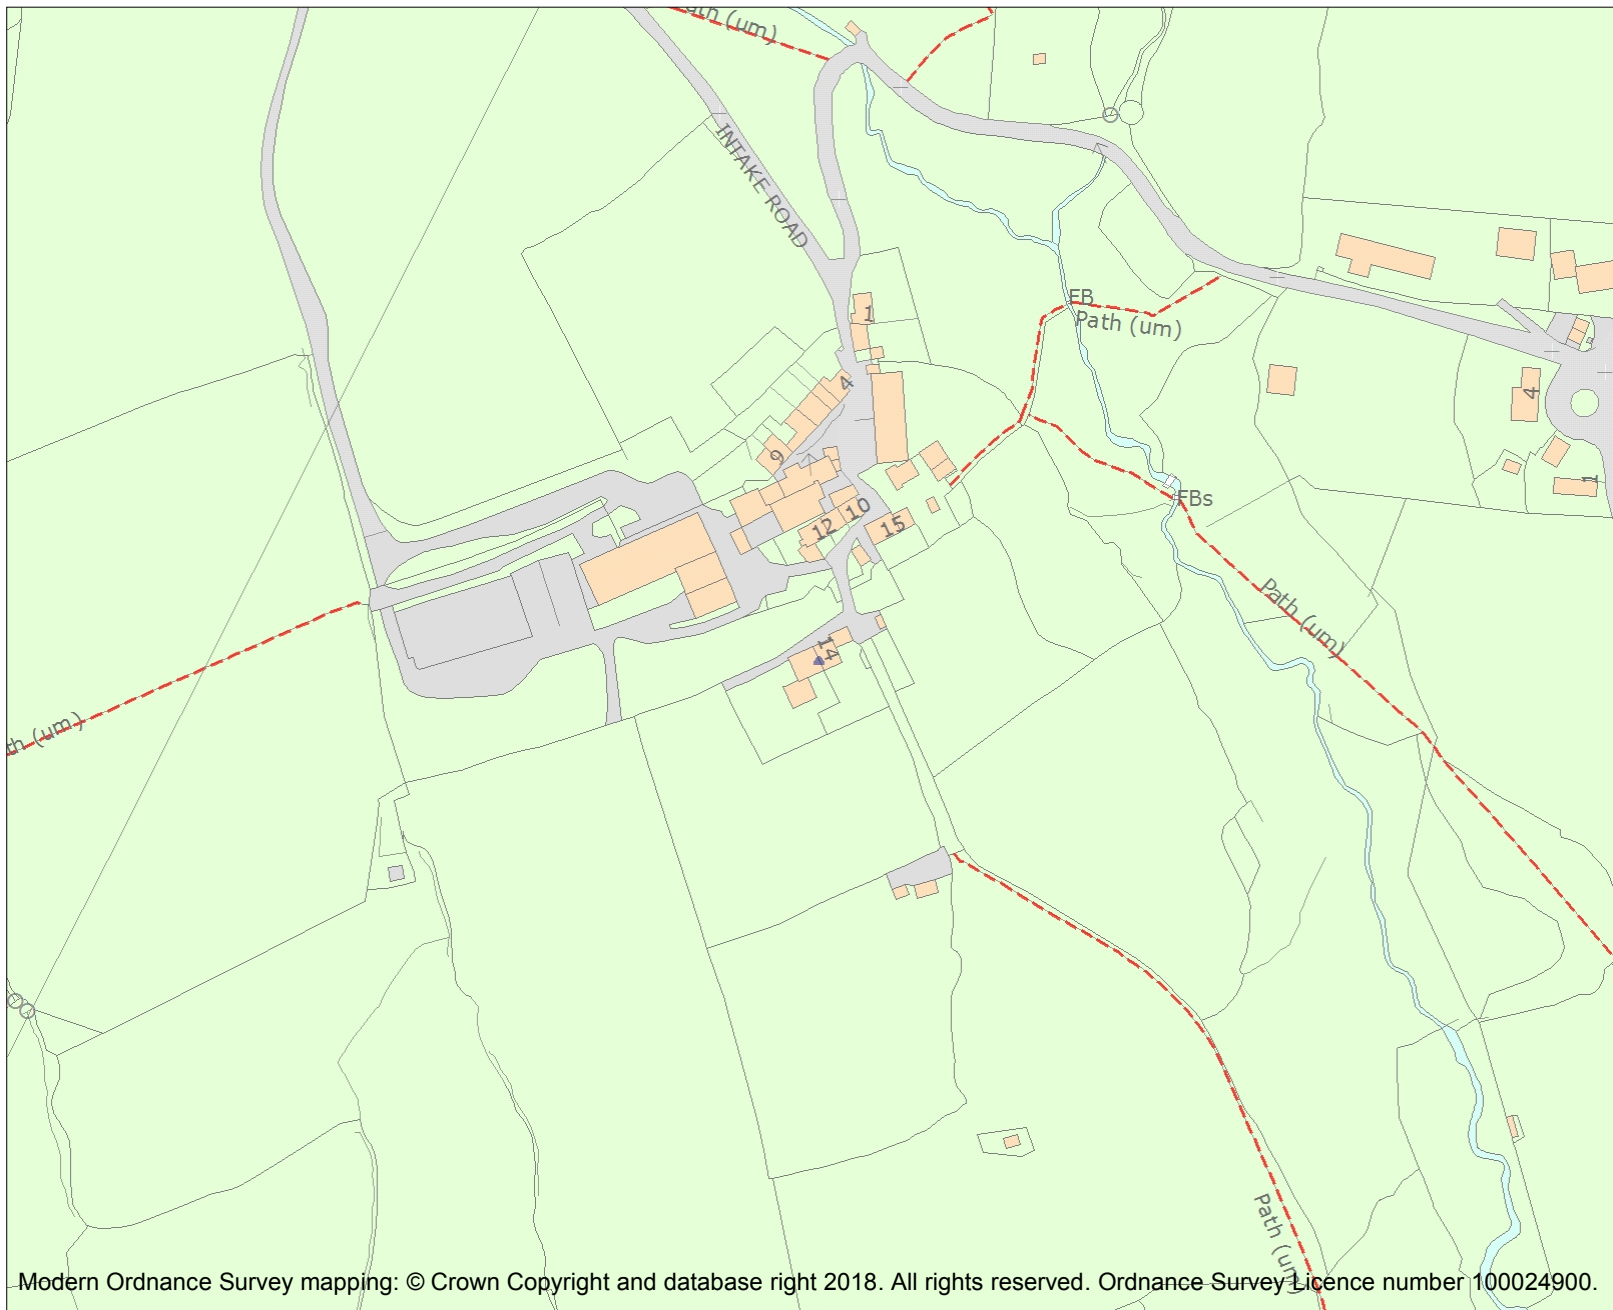 ath (um)
INTAKE ROAD
1
FB
Path (um)
4
4
9
1
FBs
10
12
15
Path (um)
14
th (um)
Path (um)
Modern Ordnance Survey mapping: © Crown Copyright and database right 2018. All rights reserved. Ordnance Survey Licence number 100024900.